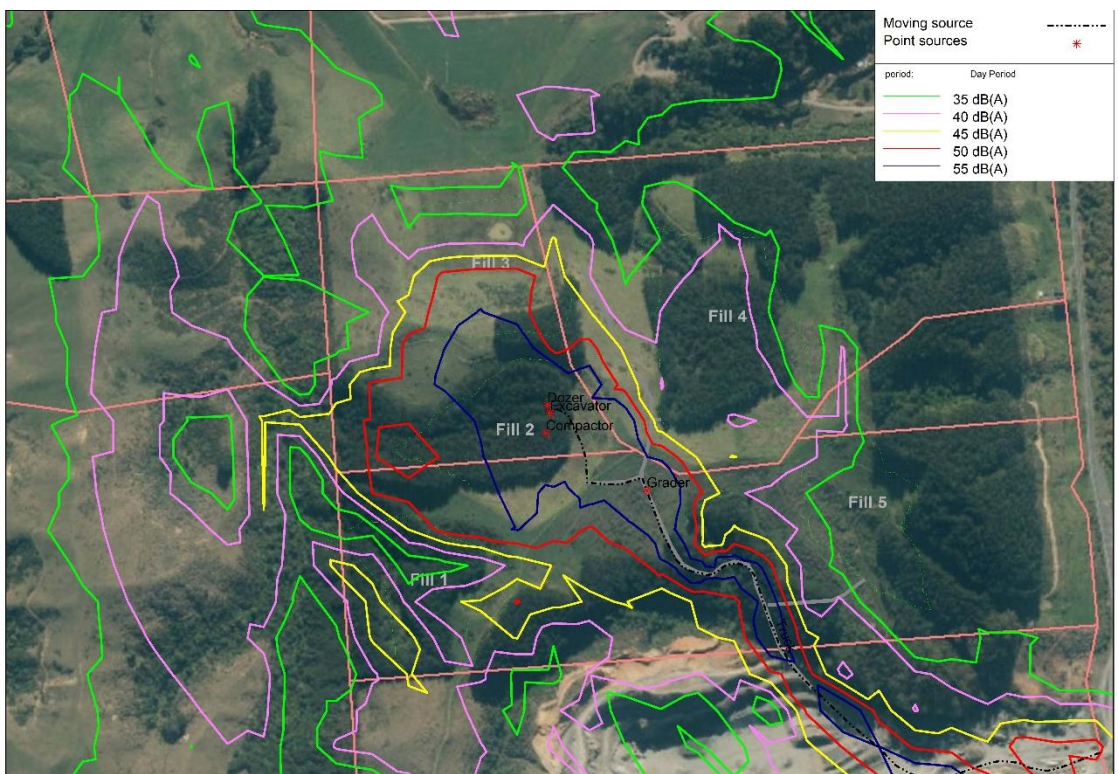 Moving source
Point sources
period: Day Period
35 dB(A)
40 dB(A)
45 dB(A)
50 dB(A)
55 dB(A)
Fill 3
Fill 4
Dozer
Excavator
Compactor
Fill 2
Grader
Fill 5
Fill 1